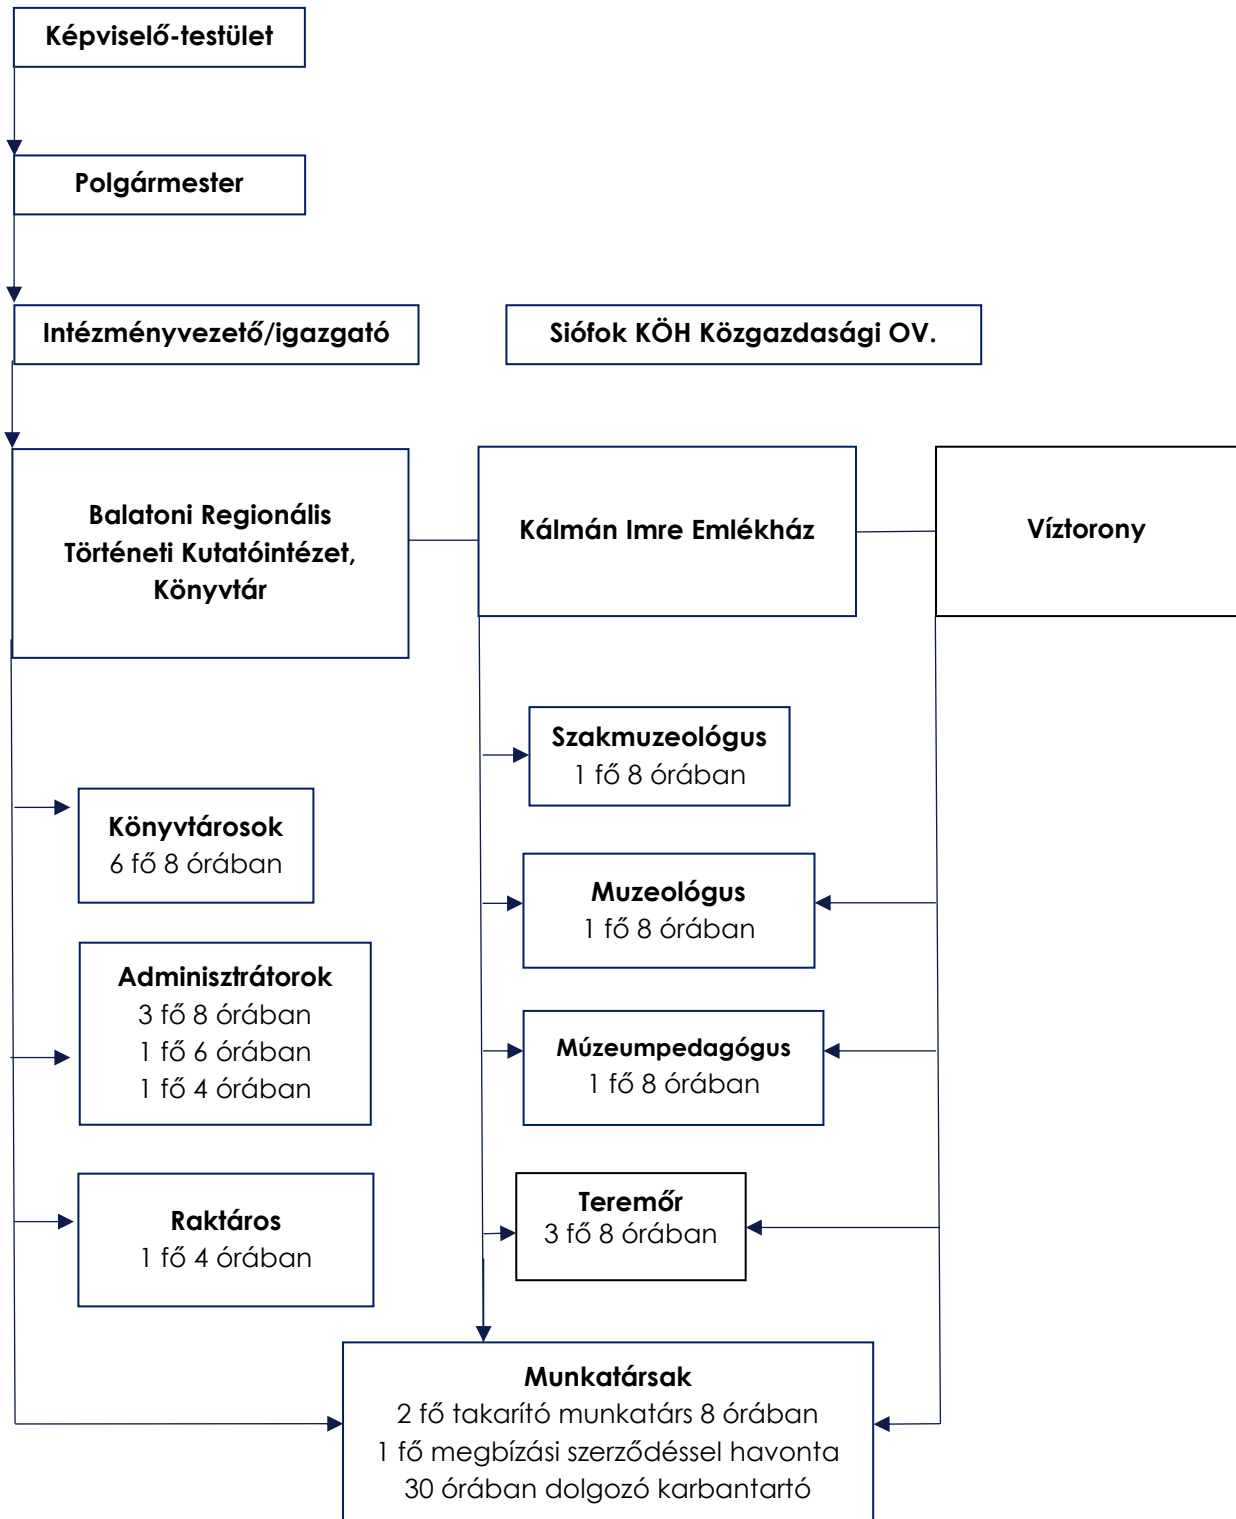 Képviselő-testület
Polgármester
Intézményvezető/igazgató
Siófok KÖH Közgazdasági OV.
Balatoni Regionális
Történeti Kutatóintézet,
Könyvtár
Kálmán Imre Emlékház
Víztorony
Könyvtárosok
6 fő 8 órában
Adminisztrátorok
3 fő 8 órában
1 fő 6 órában
1 fő 4 órában
Raktáros
1 fő 4 órában
Szakmuzeológus
1 fő 8 órában
Muzeológus
1 fő 8 órában
Múzeumpedagógus
1 fő 8 órában
Teremőr
3 fő 8 órában
Munkatársak
2 fő takarító munkatárs 8 órában
1 fő megbízási szerződéssel havonta
30 órában dolgozó karbantartó